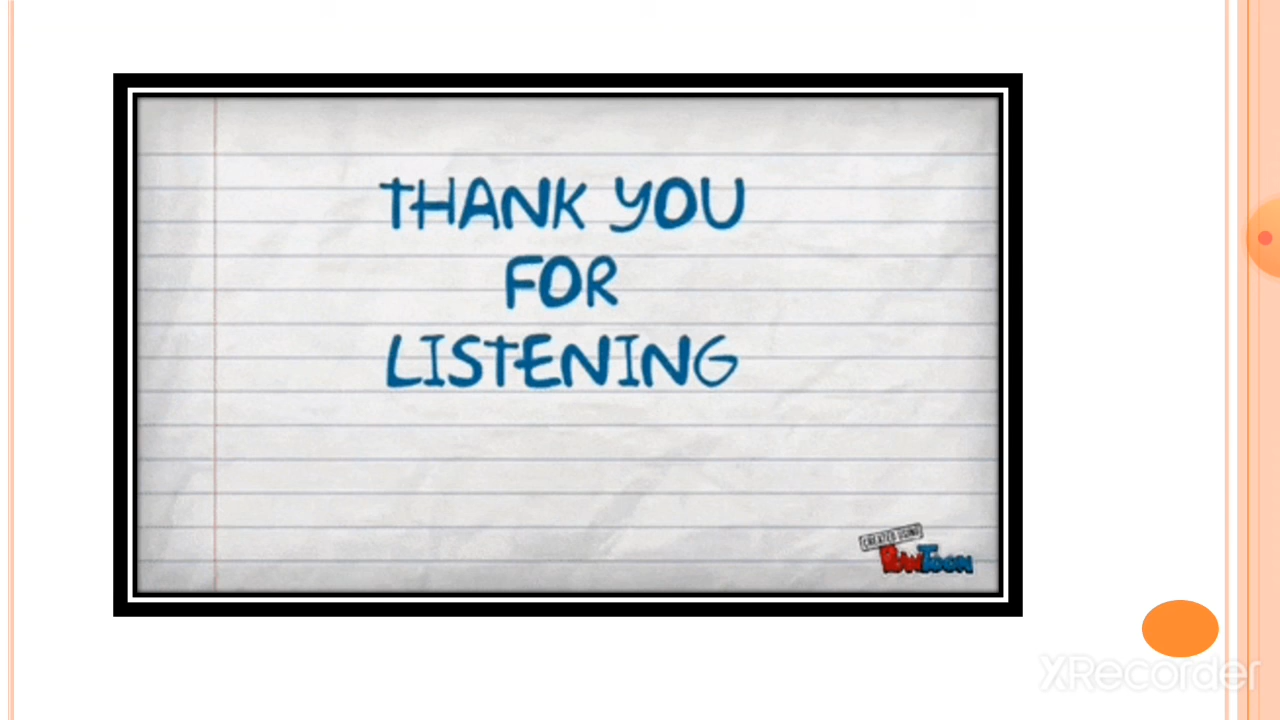 THANK YOU
FOR
LISTENING
CREATED USING
POWTOON
XRecorder